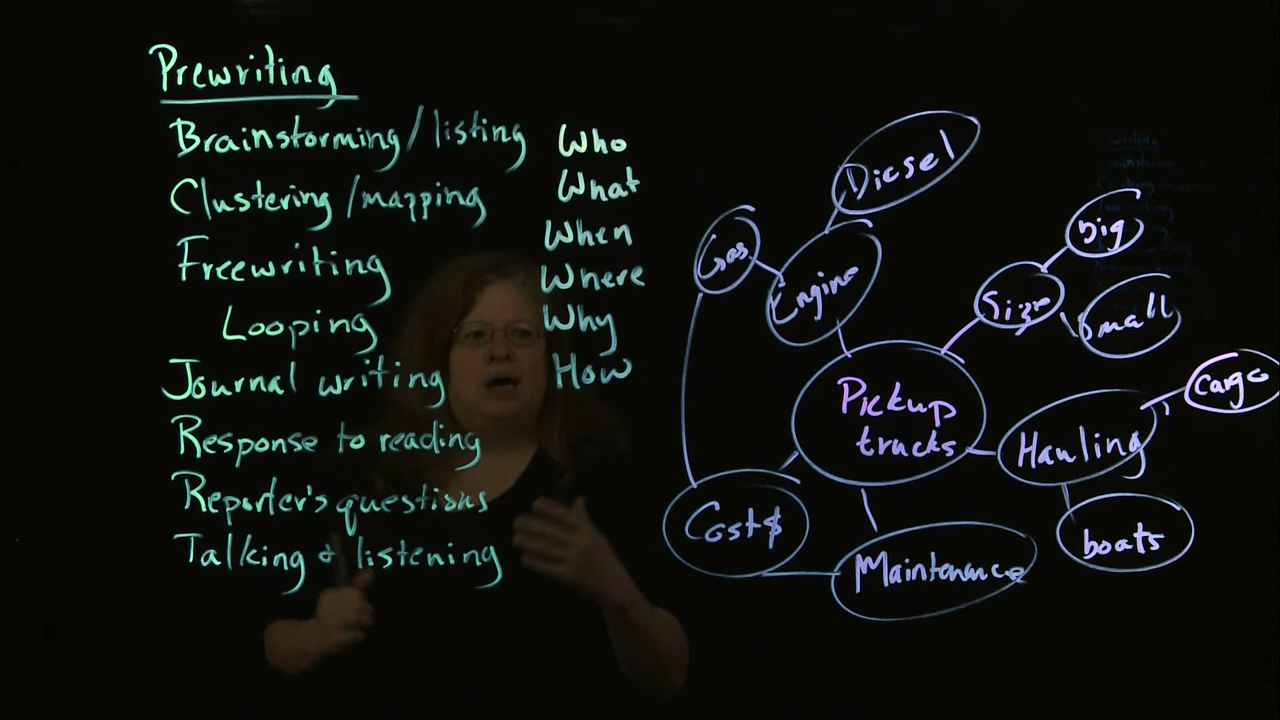 Prewriting
Brainstorming/listing
Clustering/mapping
Freewriting
Looping
Journal writing
Response to reading
Reporter's questions
Talking & listening
Who
What
When
Where
Why
How
Diesel
Gas
Engine
Big
Size
Small
Pickup
trucks
Cargo
Hauling
boats
Cost$
Maintenance